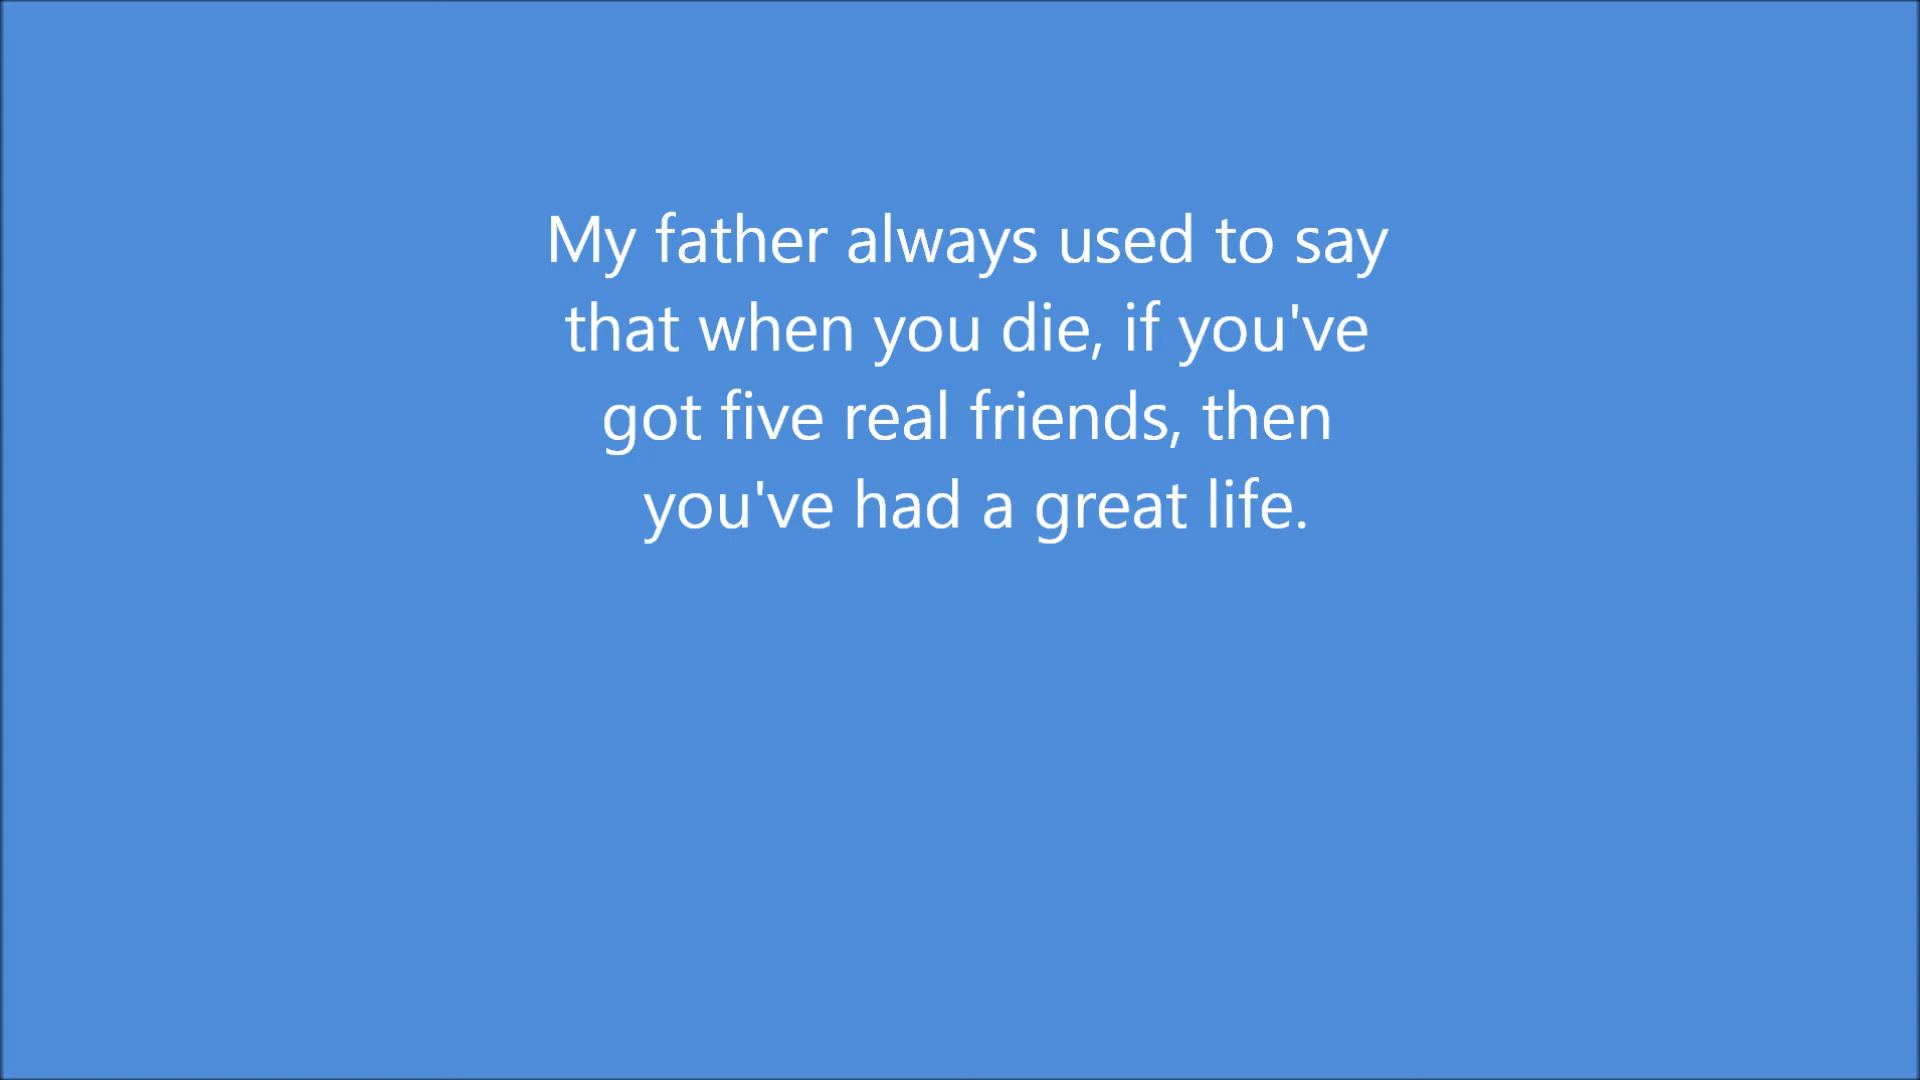 My father always used to say
that when you die, if you've
got five real friends, then
you've had a great life.